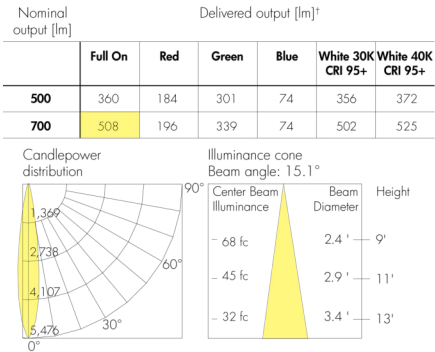 Nominal output [lm] Delivered output [lm]†
Full On Red Green Blue White 30K CRI 95+ White 40K CRI 95+
500 360 184 301 74 356 372
700 508 196 339 74 502 525
Candlepower distribution
90°
1,369
2,738
60°
4,107
30°
5,476
0°
Illuminance cone
Beam angle: 15.1°
Center Beam Illuminance Beam Diameter Height
68 fc 2.4 ' 9'
45 fc 2.9 ' 11'
32 fc 3.4 ' 13'